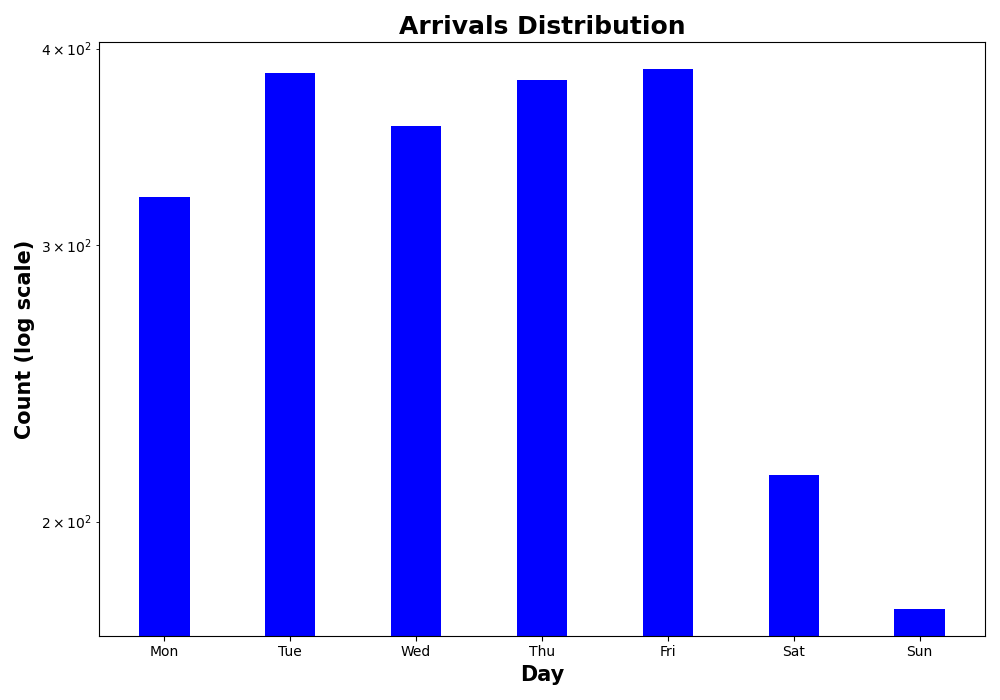 Arrivals Distribution
4 × 10²
3 × 10²
2 × 10²
Count (log scale)
Mon Tue Wed Thu Fri Sat Sun
Day